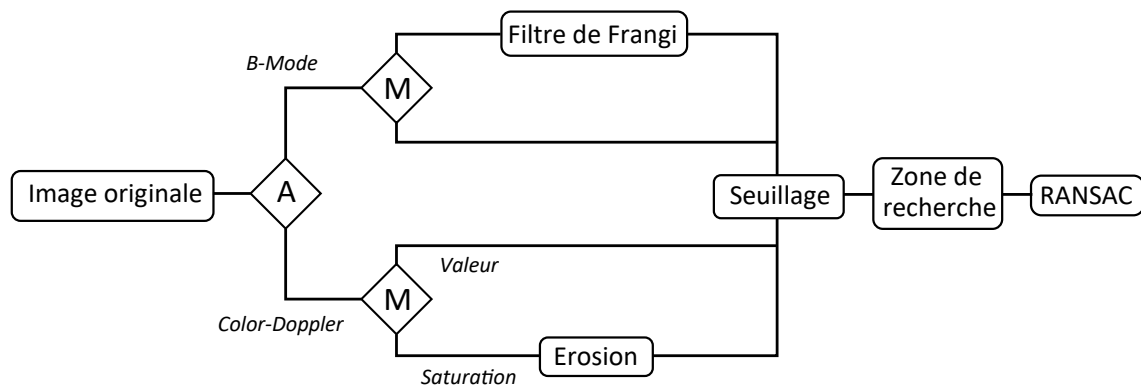 Filtre de Frangi
B-Mode
M
Image originale
A
Seuillage
Zone de
recherche
RANSAC
Valeur
M
Color-Doppler
Erosion
Saturation